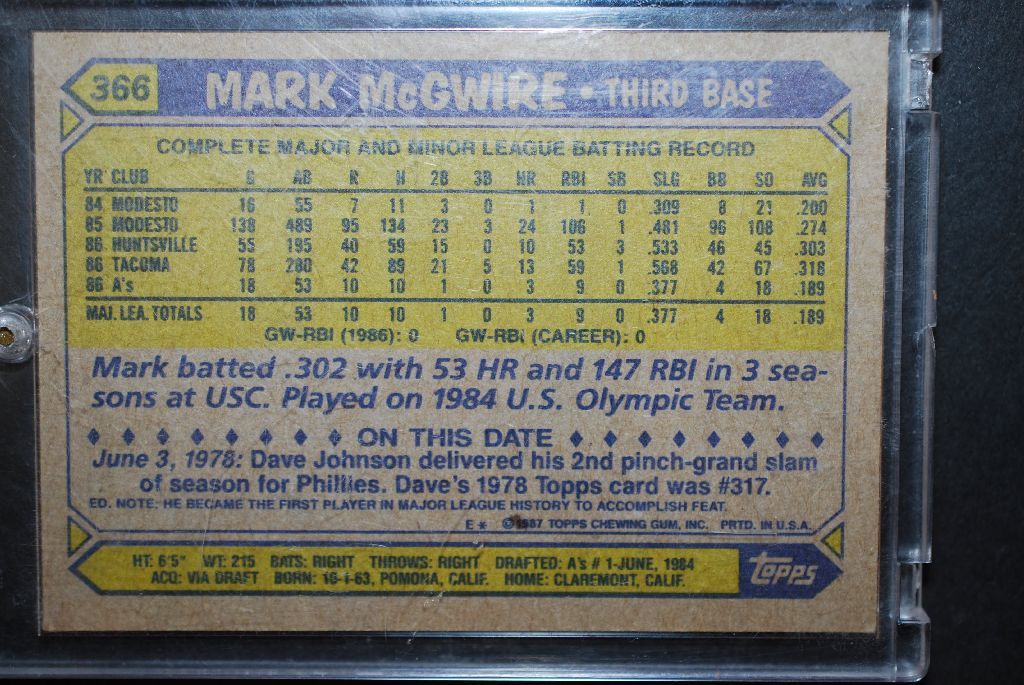 366 MARK McGWIRE • THIRD BASE
COMPLETE MAJOR AND MINOR LEAGUE BATTING RECORD
YR CLUB G AB R H 2B 3B HR RBI SB SLG BB SO AVG
84 MODESTO 16 55 7 11 3 0 1 1 0 .309 8 21 .200
85 MODESTO 138 489 95 134 23 3 24 106 1 .481 96 108 .274
86 HUNTSVILLE 55 195 40 59 15 0 10 53 3 .533 46 45 .303
86 TACOMA 78 280 42 89 21 5 13 59 1 .568 42 67 .318
86 A's 18 53 10 10 1 0 3 9 0 .377 4 18 .189
MAJ. LEA. TOTALS 18 53 10 10 1 0 3 9 0 .377 4 18 .189
GW-RBI (1986): 0 GW-RBI (CAREER): 0
Mark batted .302 with 53 HR and 147 RBI in 3 sea-
sons at USC. Played on 1984 U.S. Olympic Team.
♦ ♦ ♦ ♦ ♦ ♦ ♦ ♦ ON THIS DATE ♦ ♦ ♦ ♦ ♦ ♦ ♦ ♦
June 3, 1978: Dave Johnson delivered his 2nd pinch-grand slam
of season for Phillies. Dave's 1978 Topps card was #317.
ED. NOTE: HE BECAME THE FIRST PLAYER IN MAJOR LEAGUE HISTORY TO ACCOMPLISH FEAT.
E* © 1987 TOPPS CHEWING GUM, INC. PRTD. IN U.S.A.
HT: 6'5" WT: 215 BATS: RIGHT THROWS: RIGHT DRAFTED: A's # 1-JUNE, 1984
ACQ: VIA DRAFT BORN: 10-1-63, POMONA, CALIF. HOME: CLAREMONT, CALIF.
topps